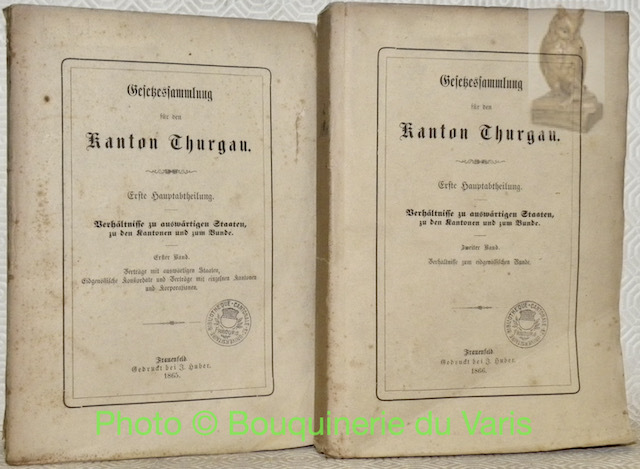 Gesetzessammlung
für den
Kanton Thurgau.
Erste Hauptabtheilung.
Verhältnisse zu auswärtigen Staaten,
zu den Kantonen und zum Bunde.
Erster Band.
Verträge mit auswärtigen Staaten,
Eidgenössische Konkordate und Verträge mit einzelnen Kantonen
und Korporationen.
Frauenfeld
Gedruckt bei J. Huber.
1865.
Gesetzessammlung
für den
Kanton Thurgau.
Erste Hauptabtheilung.
Verhältnisse zu auswärtigen Staaten,
zu den Kantonen und zum Bunde.
Zweiter Band.
Verhältnisse zum eidgenössischen Bunde.
Frauenfeld
Gedruckt bei J. Huber.
1866.
Photo © Bouquinerie du Varis